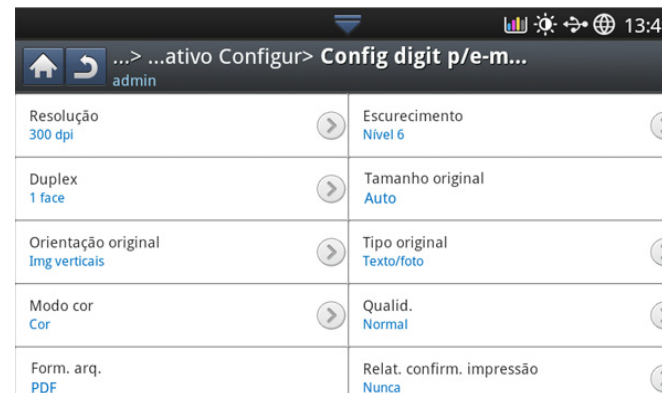 13:4
...> ...ativo Configur> Config digit p/e-m...
admin
Resolução
300 dpi
Escurecimento
Nível 6
Duplex
1 face
Tamanho original
Auto
Orientação original
Img verticais
Tipo original
Texto/foto
Modo cor
Cor
Qualid.
Normal
Form. arq.
PDF
Relat. confirm. impressão
Nunca